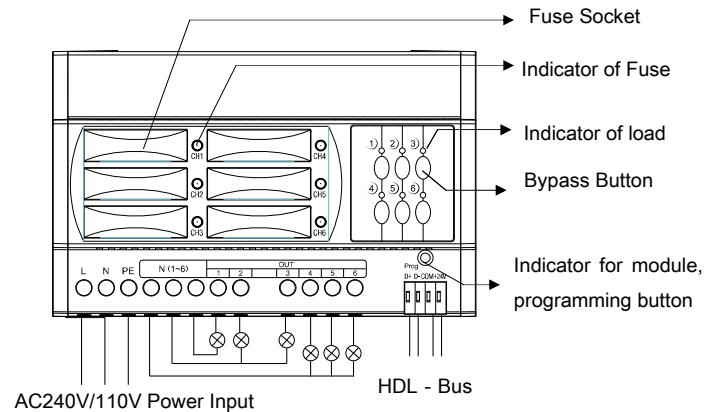 Fuse Socket
Indicator of Fuse
Indicator of load
Bypass Button
CH1
CH4
CH2
CH5
CH3
CH6
1 2 3
4 5 6
L N PE N (1~6) OUT
1 2 3 4 5 6
Prog
D+ D- COM +24V
Indicator for module,
programming button
AC240V/110V Power Input
HDL - Bus